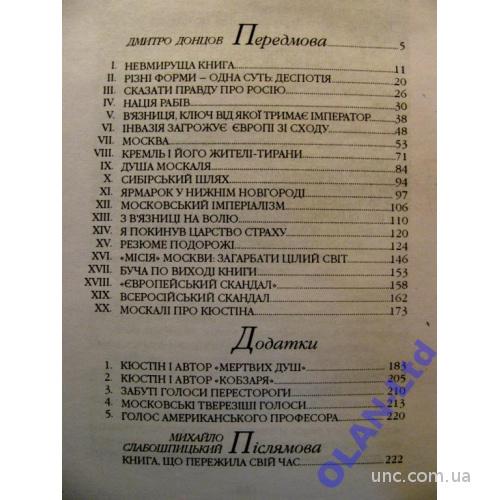 ДМИТРО ДОНЦОВ Передмова 5
I. НЕВМИРУЩА КНИГА 11
II. РІЗНІ ФОРМИ – ОДНА СУТЬ: ДЕСПОТІЯ 20
III. СКАЗАТИ ПРАВДУ ПРО РОСІЮ 26
IV. НАЦІЯ РАБІВ 30
V. В'ЯЗНИЦЯ, КЛЮЧ ВІД ЯКОЇ ТРИМАЄ ІМПЕРАТОР 38
VI. ІНВАЗІЯ ЗАГРОЖУЄ ЄВРОПІ ЗІ СХОДУ 48
VII. МОСКВА 53
VIII. КРЕМЛЬ І ЙОГО ЖИТЕЛІ-ТИРАНИ 71
IX. ДУША МОСКАЛЯ 84
X. СИБІРСЬКИЙ ШЛЯХ 94
XI. ЯРМАРОК У НИЖНІМ НОВГОРОДІ 97
XII. МОСКОВСЬКИЙ ІМПЕРІАЛІЗМ 106
XIII. З В'ЯЗНИЦІ НА ВОЛЮ 110
XIV. Я ПОКИНУВ ЦАРСТВО СТРАХУ 120
XV. РЕЗЮМЕ ПОДОРОЖІ 124
XVI. «МІСІЯ» МОСКВИ: ЗАГАРБАТИ ЦІЛИЙ СВІТ 146
XVII. БУЧА ПО ВИХОДІ КНИГИ 153
XVIII. «ЄВРОПЕЙСЬКИЙ СКАНДАЛ» 158
XIX. ВСЕРОСІЙСЬКИЙ СКАНДАЛ 162
XX. МОСКАЛІ ПРО КЮСТІНА 173
Додатки
1. КЮСТІН І АВТОР «МЕРТВИХ ДУШ» 183
2. КЮСТІН І АВТОР «КОБЗАРЯ» 205
3. ЗАБУТІ ГОЛОСИ ПЕРЕСТОРОГИ 210
4. МОСКОВСЬКІ ТВЕРЕЗІШІ ГОЛОСИ 213
5. ГОЛОС АМЕРИКАНСЬКОГО ПРОФЕСОРА 220
МИХАЙЛО
СЛАБОШПИЦЬКИЙ Післямова
КНИГА, ЩО ПЕРЕЖИЛА СВІЙ ЧАС 222
OLAN-Ltd
unc.com.ua